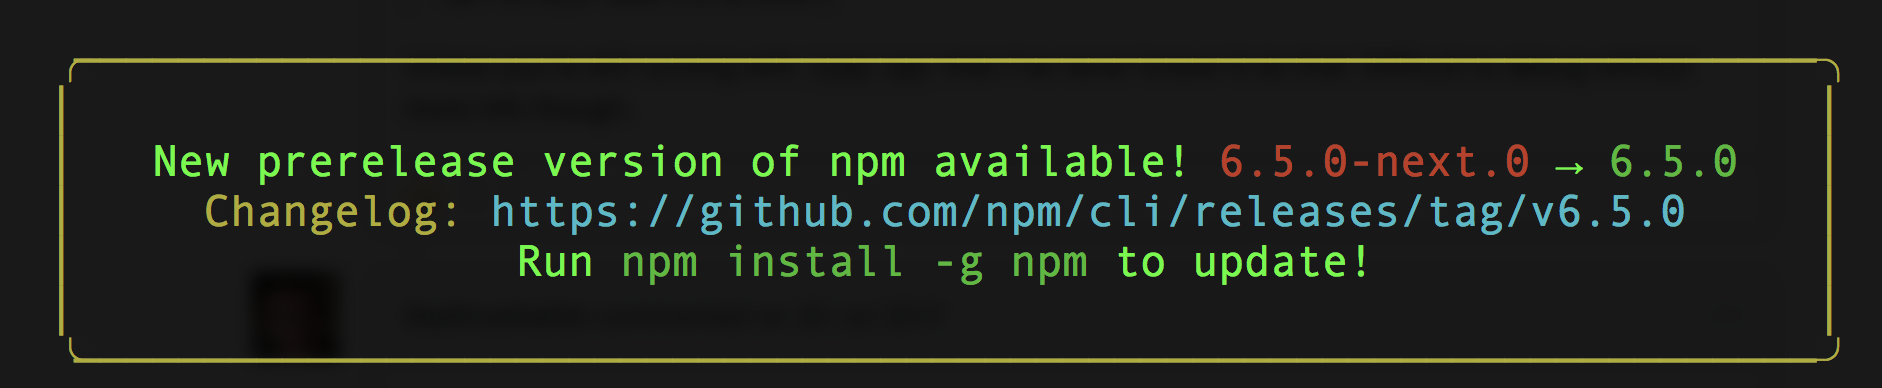 New prerelease version of npm available! 6.5.0-next.0 → 6.5.0
Changelog: https://github.com/npm/cli/releases/tag/v6.5.0
Run npm install -g npm to update!